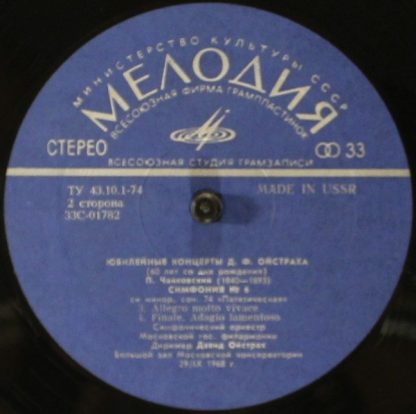 МИНИСТЕРСТВО КУЛЬТУРЫ СССР
МЕЛОДИЯ
ВСЕСОЮЗНАЯ ФИРМА ГРАМПЛАСТИНОК
СТЕРЕО
33
ВСЕСОЮЗНАЯ СТУДИЯ ГРАМЗАПИСИ
ТУ 43.10.1-74
MADE IN USSR
2 сторона
33С-01782
ЮБИЛЕЙНЫЕ КОНЦЕРТЫ Д. Ф. ОЙСТРАХА
(60 лет со дня рождения)
П. Чайковский (1840—1893)
СИМФОНИЯ № 6
си минор, соч. 74 «Патетическая»
3. Allegro molto vivace
4. Finale. Adagio lamentoso
Симфонический оркестр
Московской гос. филармонии
Дирижер Давид Ойстрах
Большой зал Московской консерватории
29/IX 1968 г.